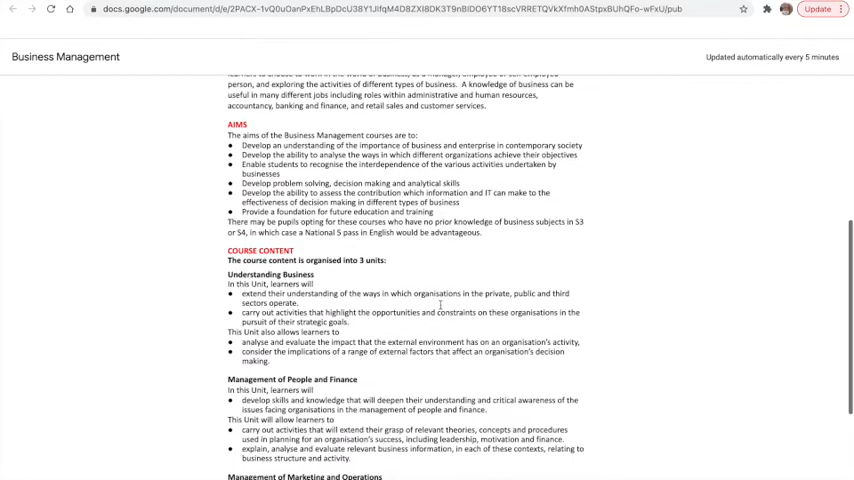 docs.google.com/document/d/e/2PACX-1vQ0uOanPxEhLBpDcU38Y1JlfqM4D8ZXI8DK3T9nBlDO6YT18scVRRETQVkXfmh0AStpxBUhQFo-wFxU/pub
Update
Business Management
Updated automatically every 5 minutes
learners to choose to work in the world of business, as a manager, employee or self-employed
person, and exploring the activities of different types of business. A knowledge of business can be
useful in many different jobs including roles within administrative and human resources,
accountancy, banking and finance, and retail sales and customer services.
AIMS
The aims of the Business Management courses are to:
● Develop an understanding of the importance of business and enterprise in contemporary society
● Develop the ability to analyse the ways in which different organizations achieve their objectives
● Enable students to recognise the interdependence of the various activities undertaken by
businesses
● Develop problem solving, decision making and analytical skills
● Develop the ability to assess the contribution which information and IT can make to the
effectiveness of decision making in different types of business
● Provide a foundation for future education and training
There may be pupils opting for these courses who have no prior knowledge of business subjects in S3
or S4, in which case a National 5 pass in English would be advantageous.
COURSE CONTENT
The course content is organised into 3 units:
Understanding Business
In this Unit, learners will
● extend their understanding of the ways in which organisations in the private, public and third
sectors operate.
● carry out activities that highlight the opportunities and constraints on these organisations in the
pursuit of their strategic goals.
This Unit also allows learners to
● analyse and evaluate the impact that the external environment has on an organisation's activity,
● consider the implications of a range of external factors that affect an organisation's decision
making.
Management of People and Finance
In this Unit, learners will
● develop skills and knowledge that will deepen their understanding and critical awareness of the
issues facing organisations in the management of people and finance.
This Unit will allow learners to
● carry out activities that will extend their grasp of relevant theories, concepts and procedures
used in planning for an organisation's success, including leadership, motivation and finance.
● explain, analyse and evaluate relevant business information, in each of these contexts, relating to
business structure and activity.
Management of Marketing and Operations